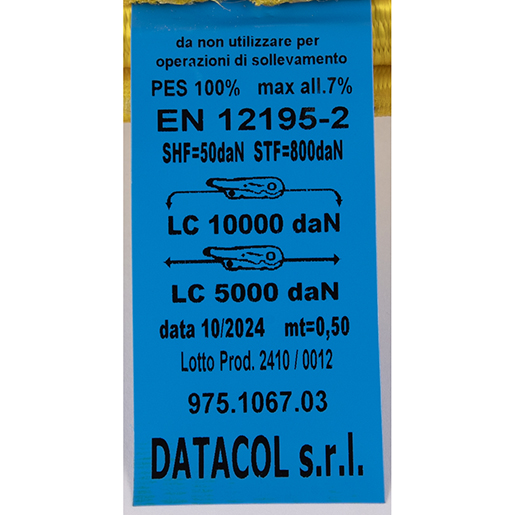 da non utilizzare per
operazioni di sollevamento
PES 100% max all.7%
EN 12195-2
SHF=50daN STF=800daN
LC 10000 daN
LC 5000 daN
data 10/2024 mt=0,50
Lotto Prod. 2410 / 0012
975.1067.03
DATACOL s.r.l.